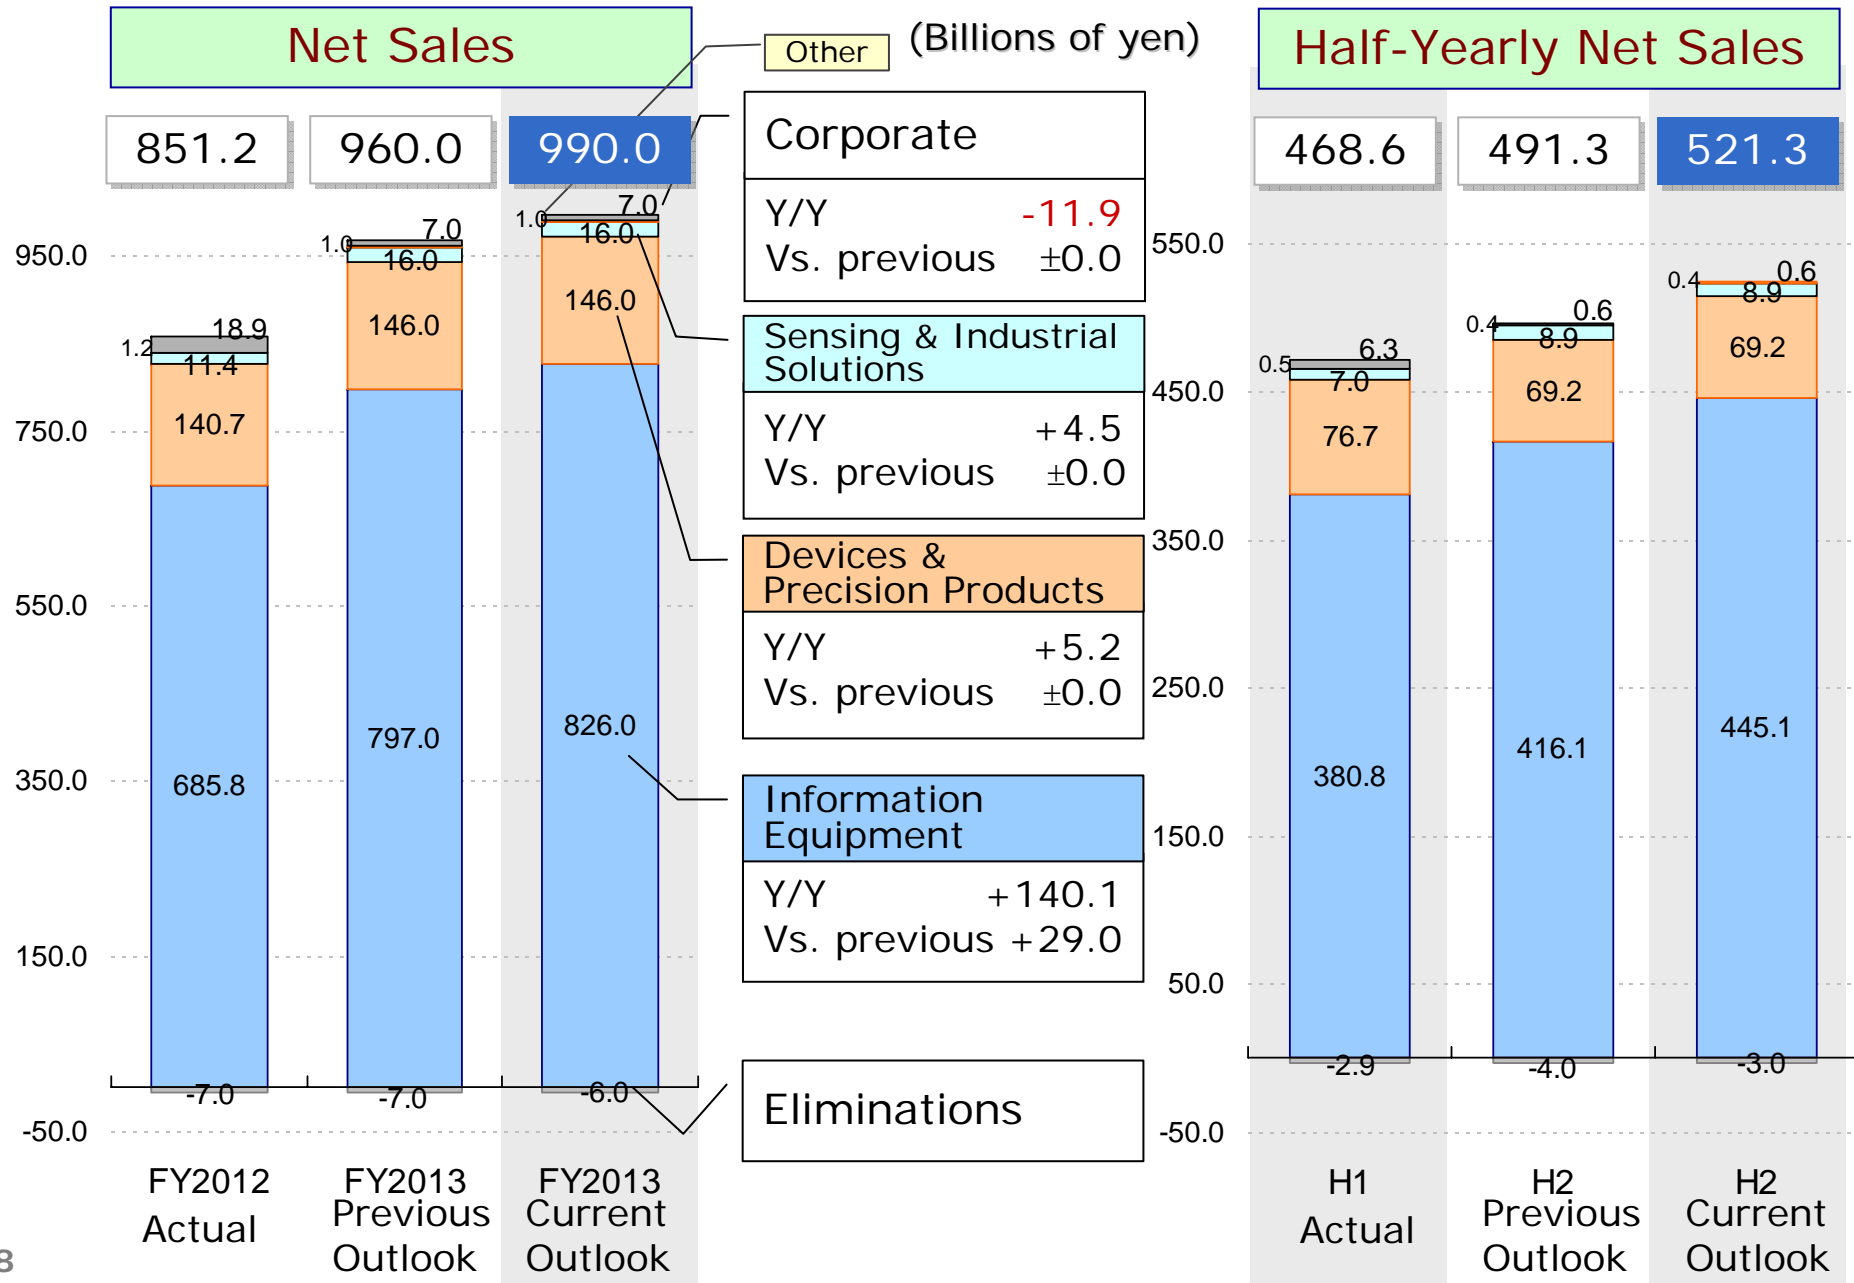 Net Sales
Other
(Billions of yen)
Half-Yearly Net Sales
851.2
960.0
990.0
468.6
491.3
521.3
Corporate
Y/Y -11.9
Vs. previous ±0.0
Sensing & Industrial
Solutions
Y/Y +4.5
Vs. previous ±0.0
Devices &
Precision Products
Y/Y +5.2
Vs. previous ±0.0
Information
Equipment
Y/Y +140.1
Vs. previous +29.0
Eliminations
950.0
750.0
550.0
350.0
150.0
-50.0
18.9
1.2
11.4
140.7
685.8
-7.0
7.0
1.0
16.0
146.0
797.0
-7.0
7.0
1.0
16.0
146.0
826.0
-6.0
FY2012
Actual
FY2013
Previous
Outlook
FY2013
Current
Outlook
550.0
450.0
350.0
250.0
150.0
50.0
-50.0
6.3
0.5
7.0
76.7
380.8
-2.9
0.6
0.4
8.9
69.2
416.1
-4.0
0.6
0.4
8.9
69.2
445.1
-3.0
H1
Actual
H2
Previous
Outlook
H2
Current
Outlook
8